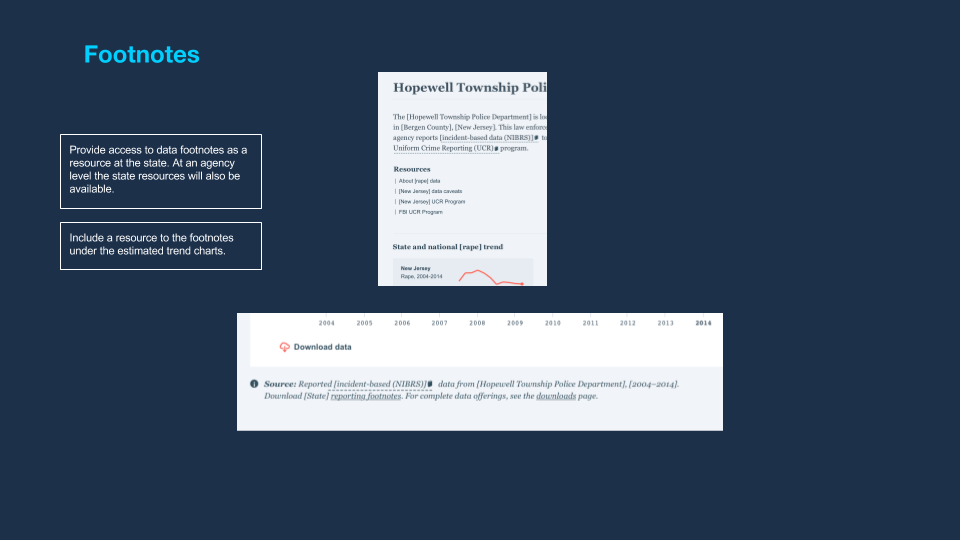 Footnotes
Provide access to data footnotes as a
resource at the state. At an agency
level the state resources will also be
available.
Include a resource to the footnotes
under the estimated trend charts.
Hopewell Township Poli
The [Hopewell Township Police Department] is loc
in [Bergen County], [New Jersey]. This law enforc
agency reports [incident-based data (NIBRS)] to
Uniform Crime Reporting (UCR) program.
Resources
| About [rape] data
| [New Jersey] data caveats
| [New Jersey] UCR Program
| FBI UCR Program
State and national [rape] trend
New Jersey
Rape, 2004-2014
2004 2005 2006 2007 2008 2009 2010 2011 2012 2013 2014
Download data
Source: Reported [incident-based (NIBRS)] data from [Hopewell Township Police Department], [2004–2014].
Download [State] reporting footnotes. For complete data offerings, see the downloads page.